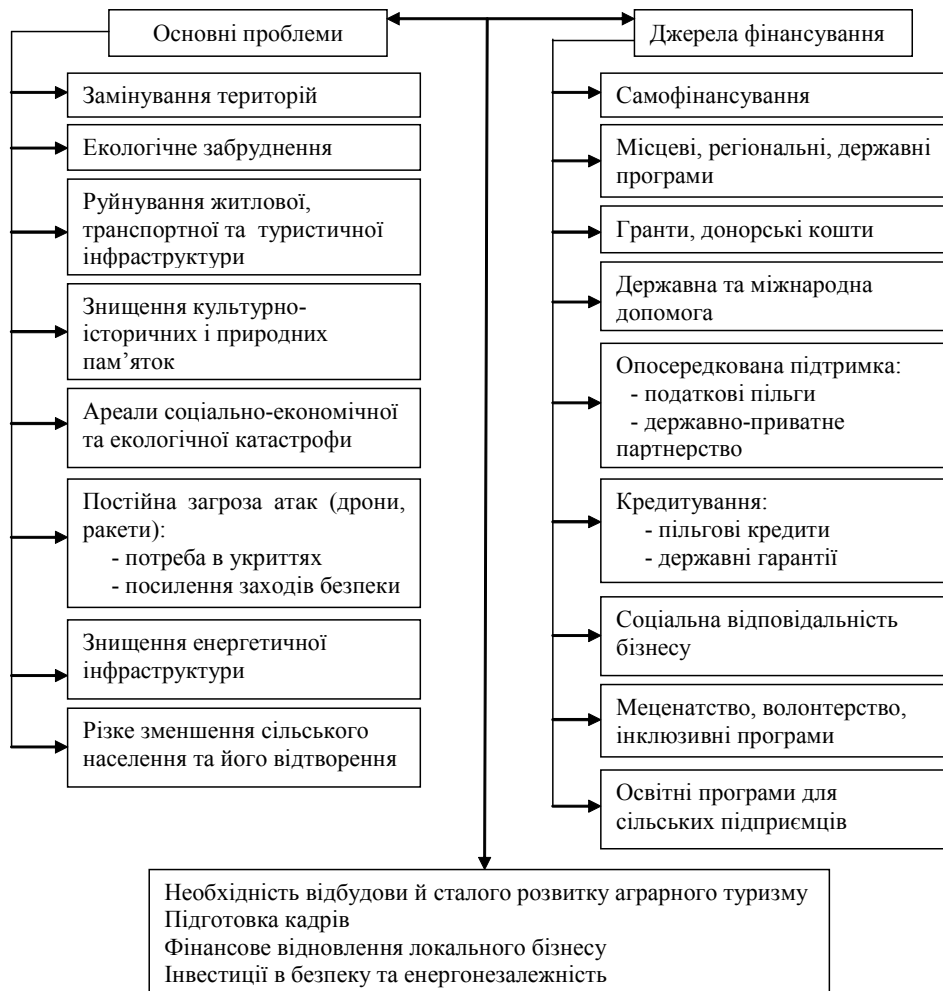 Основні проблеми
Замінування територій
Екологічне забруднення
Руйнування житлової,
транспортної та туристичної
інфраструктури
Знищення культурно-
історичних і природних
пам’яток
Ареали соціально-економічної
та екологічної катастрофи
Постійна загроза атак (дрони,
ракети):
- потреба в укриттях
- посилення заходів безпеки
Знищення енергетичної
інфраструктури
Різке зменшення сільського
населення та його відтворення
Джерела фінансування
Самофінансування
Місцеві, регіональні, державні
програми
Гранти, донорські кошти
Державна та міжнародна
допомога
Опосередкована підтримка:
- податкові пільги
- державно-приватне
партнерство
Кредитування:
- пільгові кредити
- державні гарантії
Соціальна відповідальність
бізнесу
Меценатство, волонтерство,
інклюзивні програми
Освітні програми для
сільських підприємців
Необхідність відбудови й сталого розвитку аграрного туризму
Підготовка кадрів
Фінансове відновлення локального бізнесу
Інвестиції в безпеку та енергонезалежність